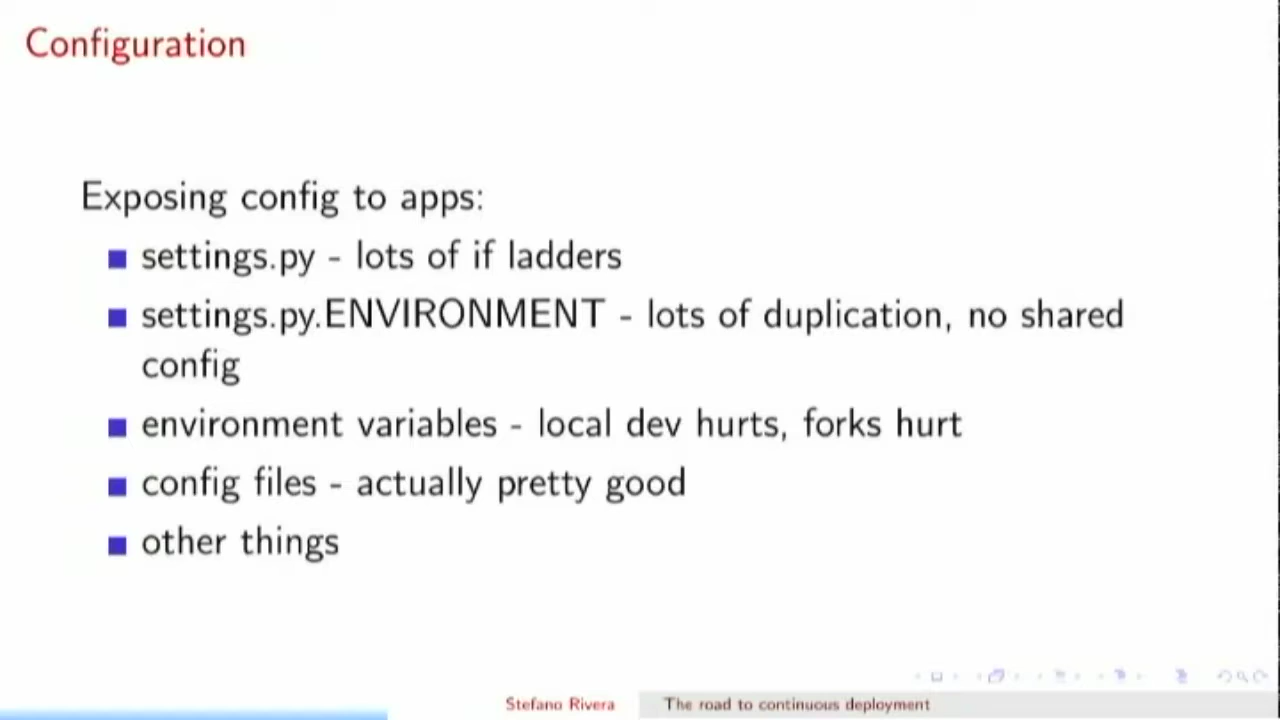 Configuration
Exposing config to apps:
settings.py - lots of if ladders
settings.py.ENVIRONMENT - lots of duplication, no shared
config
environment variables - local dev hurts, forks hurt
config files - actually pretty good
other things
Stefano Rivera
The road to continuous deployment